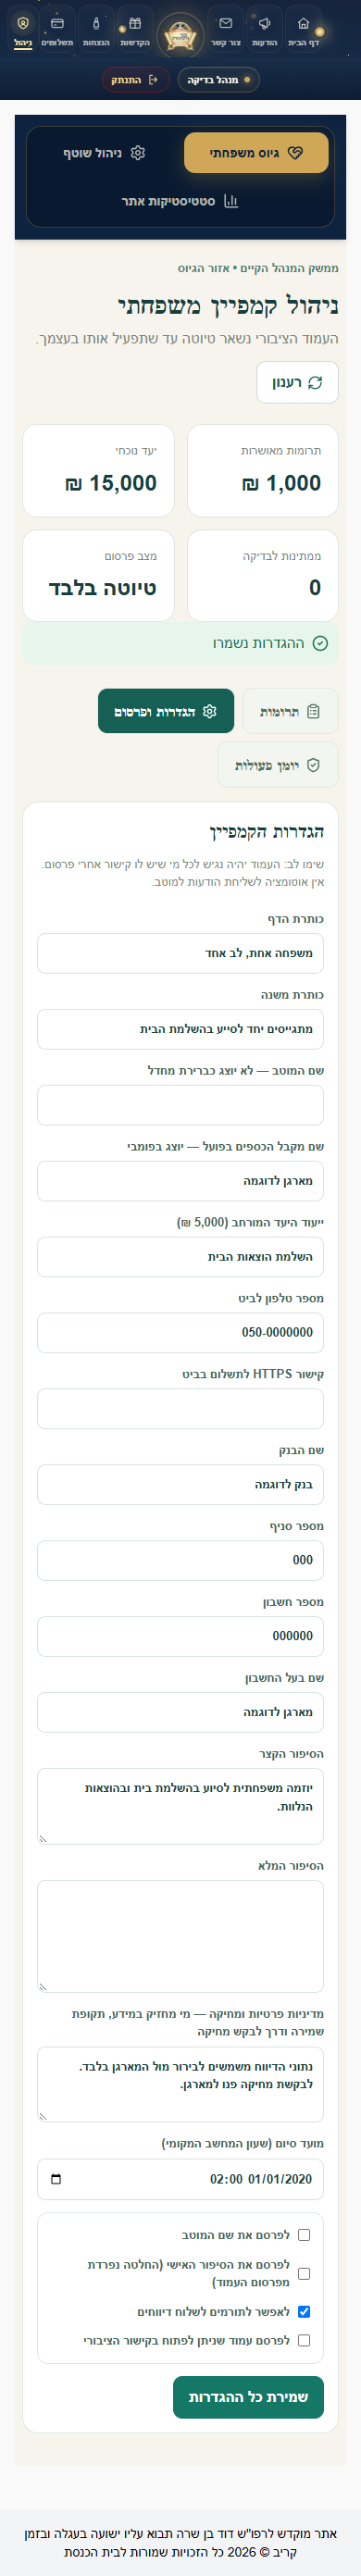 דף הבית
הודעות
צור קשר
הקדשות
הנצחות
תשלומים
ניהול
מנהל בדיקה
התנתק
גיוס משפחתי
ניהול שוטף
סטטיסטיקות אתר
ממשק המנהל הקיים • אזור הגיוס
ניהול קמפיין משפחתי
העמוד הציבורי נשאר טיוטה עד שתפעיל אותו בעצמך.
רענון
תרומות מאושרות
1,000 ₪
יעד נוכחי
15,000 ₪
ממתינות לבדיקה
0
מצב פרסום
טיוטה בלבד
ההגדרות נשמרו
תרומות
הגדרות ופרסום
יומן פעולות
הגדרות הקמפיין
שימו לב: העמוד יהיה נגיש לכל מי שיש לו קישור אחרי פרסום.
אין אוטומציה לשליחת הודעות למוטב.
כותרת הדף
משפחה אחת, לב אחד
כותרת משנה
מתגייסים יחד לסייע בהשלמת הבית
שם המוטב — לא יוצג כברירת מחדל
שם מקבל הכספים בפועל — יוצג בפומבי
מארגן לדוגמה
ייעוד היעד המורחב (5,000 ₪)
השלמת הוצאות הבית
מספר טלפון לביט
050-0000000
קישור HTTPS לתשלום בביט
שם הבנק
בנק לדוגמה
מספר סניף
000
מספר חשבון
000000
שם בעל החשבון
מארגן לדוגמה
הסיפור הקצר
יוזמה משפחתית לסיוע בהשלמת בית ובהוצאות
הנלוות.
הסיפור המלא
מדיניות פרטיות ומחיקה — מי מחזיק במידע, תקופת
שמירה ודרך לבקש מחיקה
נתוני הדיווח משמשים לבירור מול המארגן בלבד.
לבקשת מחיקה פנו למארגן.
מועד סיום (שעון המחשב המקומי)
01/01/2020 02:00
לפרסם את שם המוטב
לפרסם את הסיפור האישי (החלטה נפרדת
מפרסום העמוד)
לאפשר לתורמים לשלוח דיווחים
לפרסם עמוד שניתן לפתוח בקישור הציבורי
שמירת כל ההגדרות
אתר מוקדש לרפו"ש דוד בן שרה תבוא עליו ישועה בעגלה ובזמן
קריב © 2026 כל הזכויות שמורות לבית הכנסת